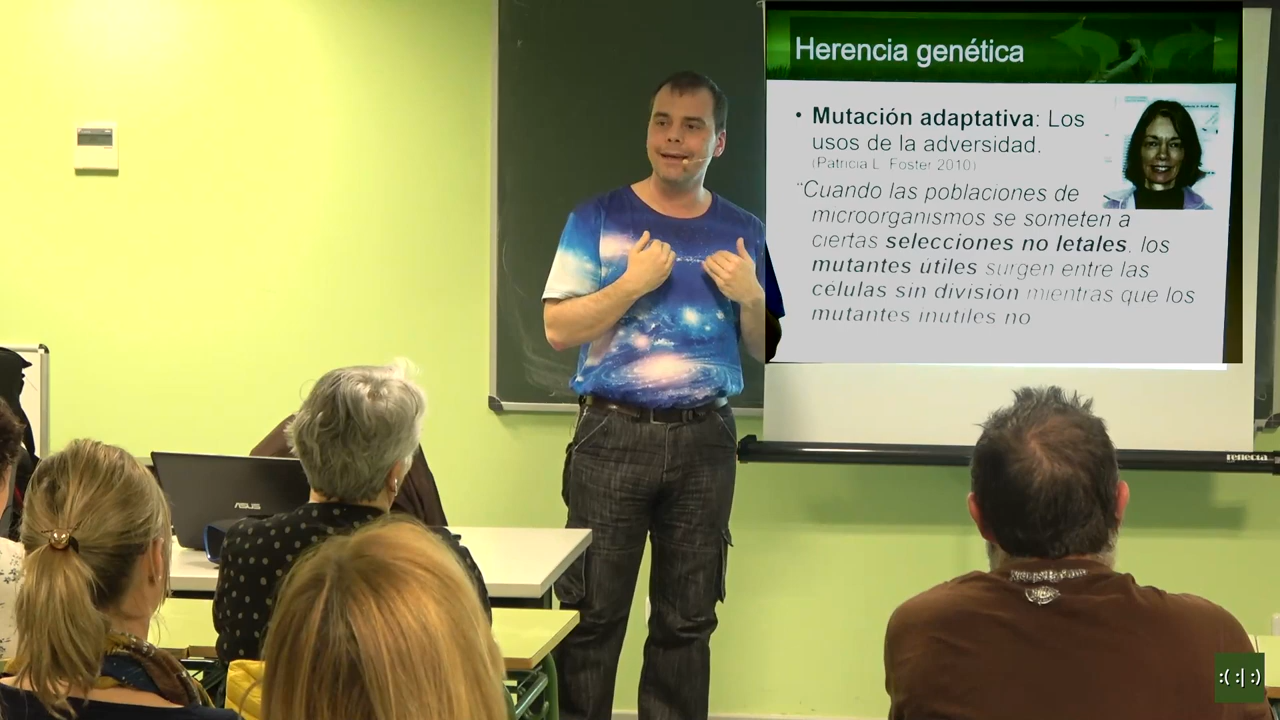 Herencia genética
• Mutación adaptativa: Los
usos de la adversidad.
(Patricia L. Foster 2010)
“Cuando las poblaciones de
microorganismos se someten a
ciertas selecciones no letales, los
mutantes útiles surgen entre las
células sin división mientras que los
mutantes inútiles no
ASUS
:( :| :)